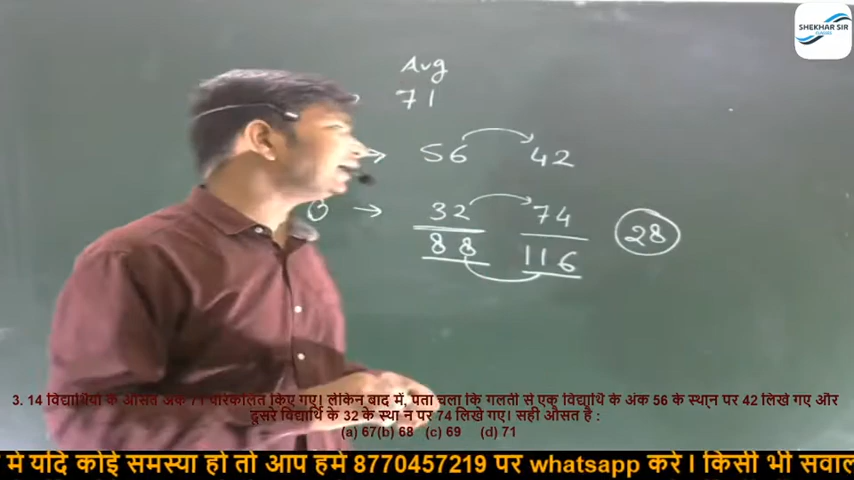 SHEKHAR SIR
CLASSES
Avg
71
→ 56 42
→ 32 74
88 116 28
3. 14 विद्यार्थियों के औसत अंक 71 परिकलित किए गए। लेकिन बाद में, पता चला कि गलती से एक विद्यार्थि के अंक 56 के स्थान पर 42 लिखे गए और
दूसरे विद्यार्थि के 32 के स्थान पर 74 लिखे गए। सही औसत है :
(a) 67(b) 68 (c) 69 (d) 71
में यदि कोई समस्या हो तो आप हमे 8770457219 पर whatsapp करे। किसी भी सवाल